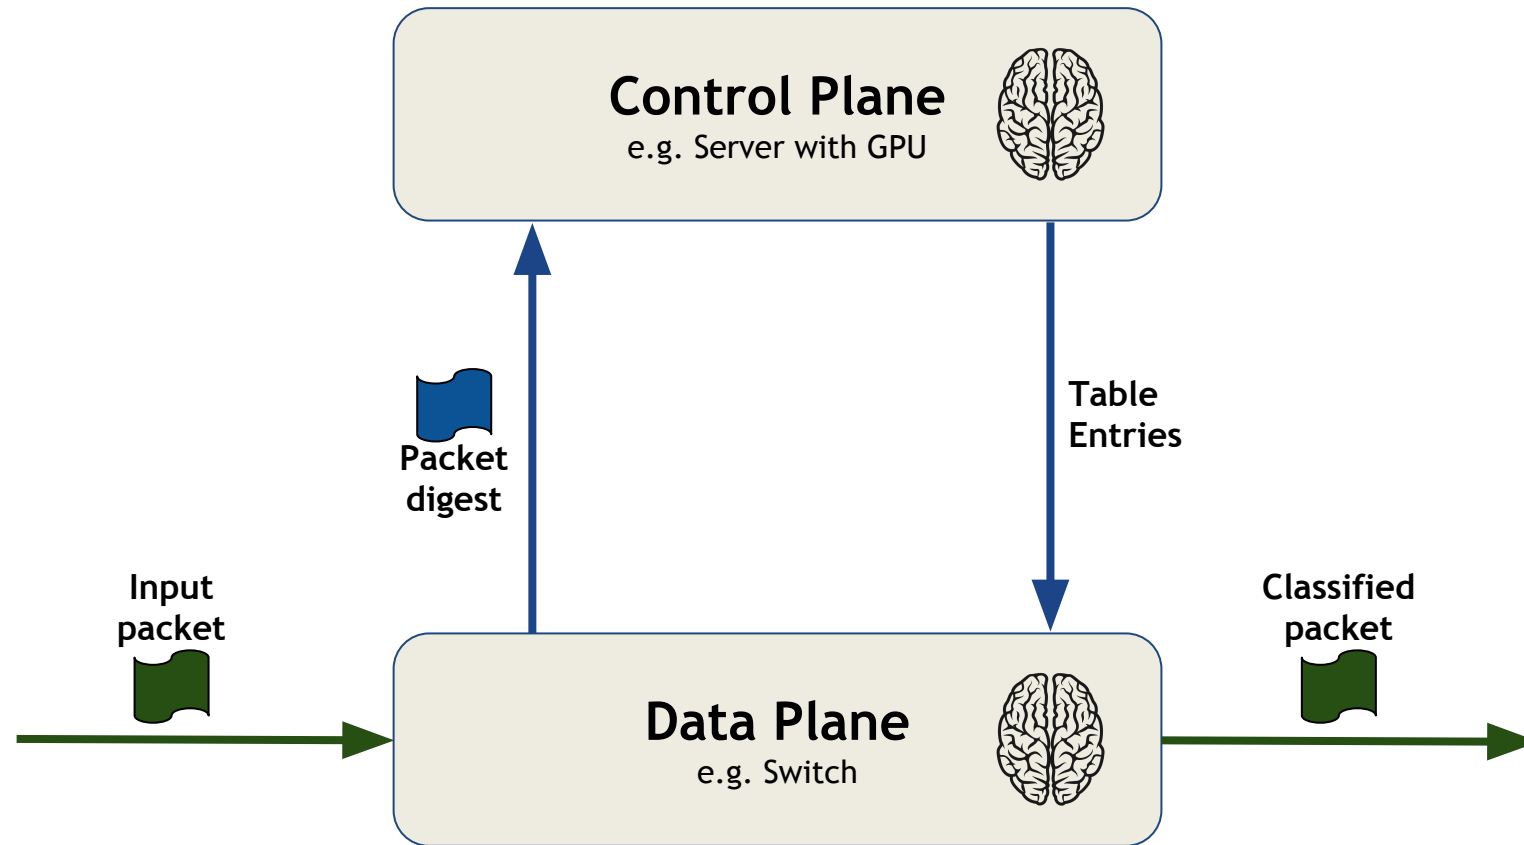 Control Plane
e.g. Server with GPU
Packet
digest
Table
Entries
Input
packet
Classified
packet
Data Plane
e.g. Switch